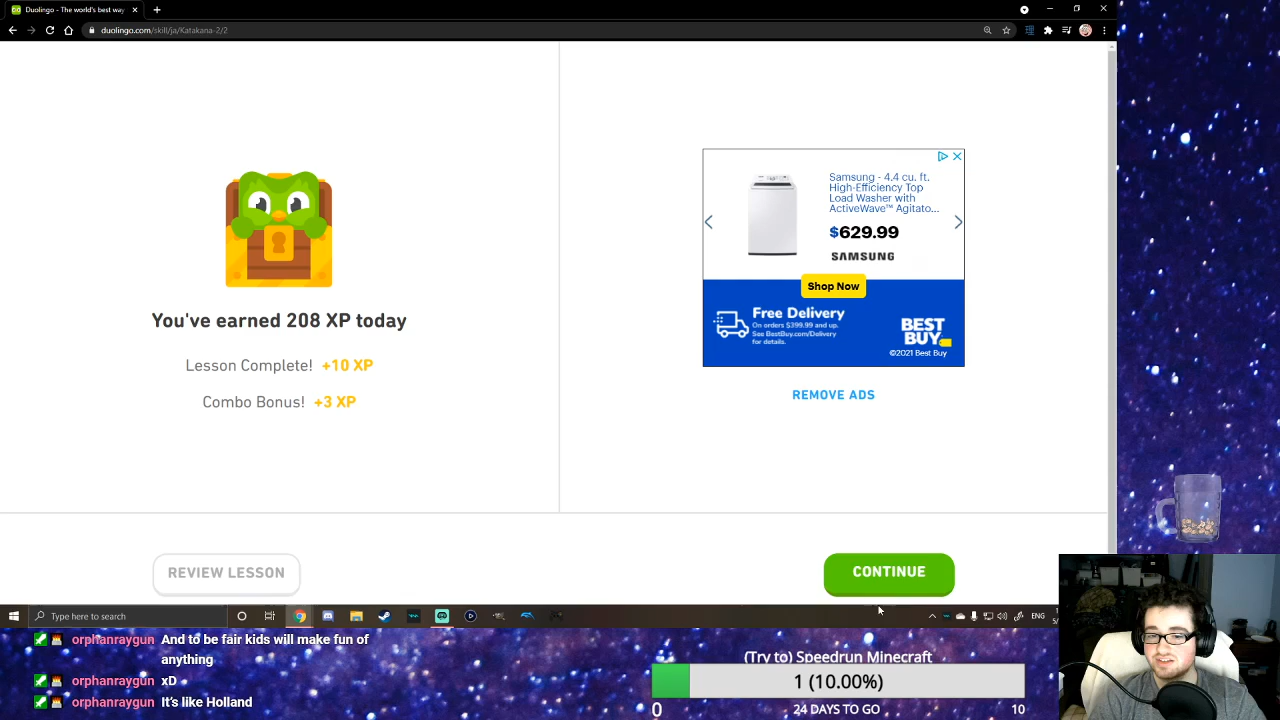 Duolingo - The world's best way
duolingo.com/skill/ja/Katakana-2/2
You've earned 208 XP today
Lesson Complete! +10 XP
Combo Bonus! +3 XP
Samsung - 4.4 cu. ft.
High-Efficiency Top
Load Washer with
ActiveWave™ Agitato...
$629.99
SAMSUNG
Shop Now
Free Delivery
On orders $399.99 and up.
See BestBuy.com/Delivery
for details.
BEST
BUY
©2021 Best Buy
REMOVE ADS
REVIEW LESSON
CONTINUE
Type here to search
ENG
orphanraygun And to be fair kids will make fun of
anything
orphanraygun xD
orphanraygun It's like Holland
(Try to) Speedrun Minecraft
1 (10.00%)
0 24 DAYS TO GO 10